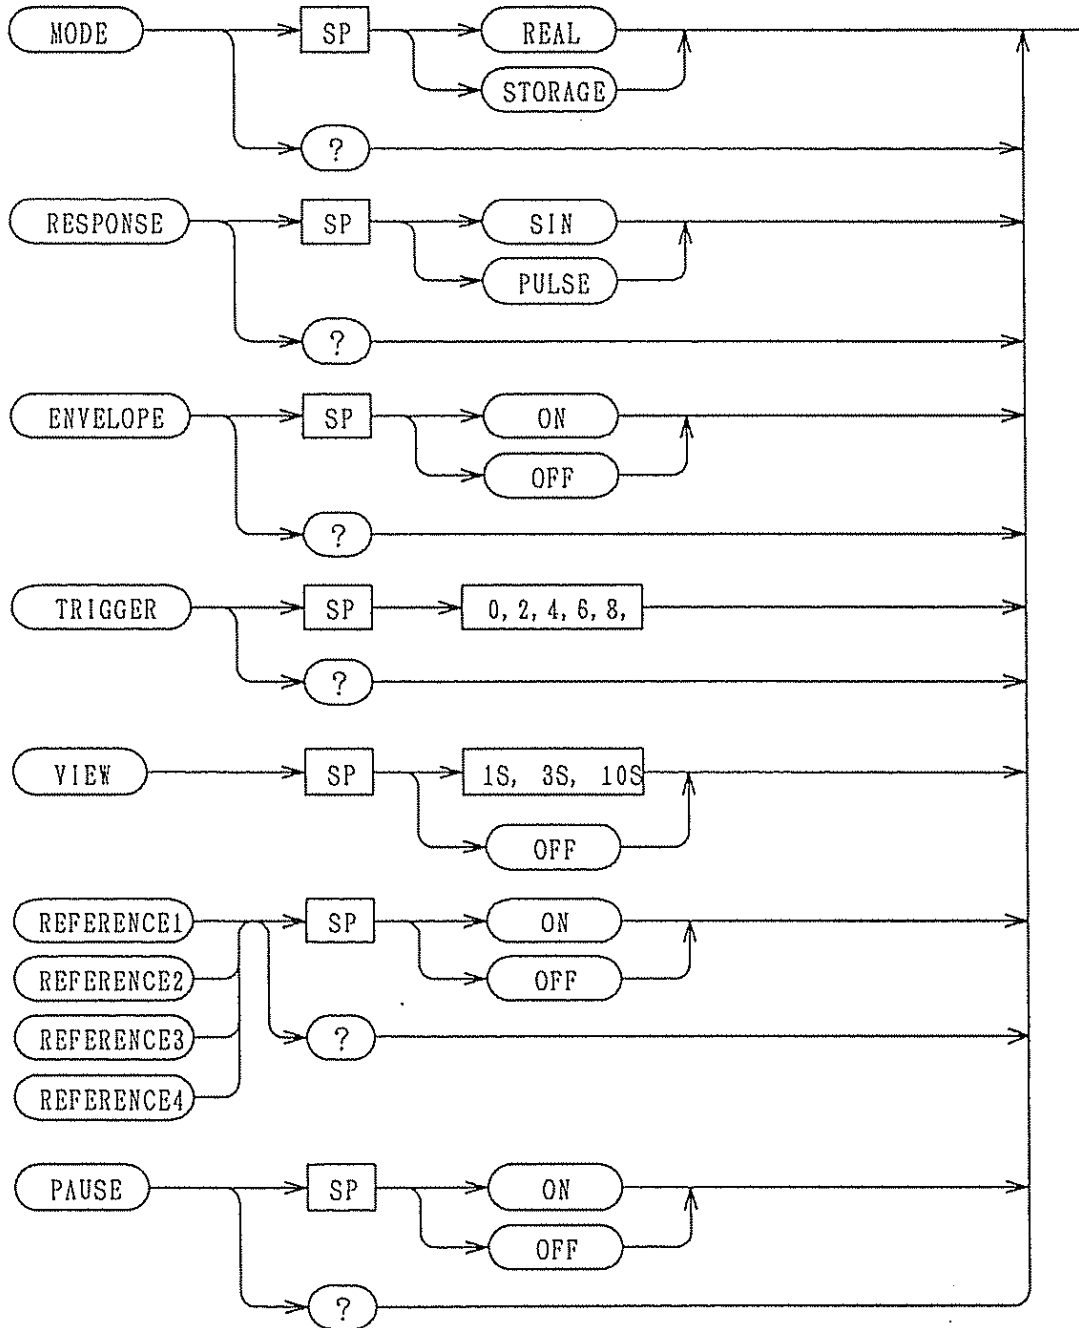 MODE SP REAL
STORAGE
?
RESPONSE SP SIN
PULSE
?
ENVELOPE SP ON
OFF
?
TRIGGER SP 0, 2, 4, 6, 8,
?
VIEW SP 1S, 3S, 10S
OFF
REFERENCE1 SP ON
REFERENCE2 OFF
REFERENCE3 ?
REFERENCE4
PAUSE SP ON
OFF
?